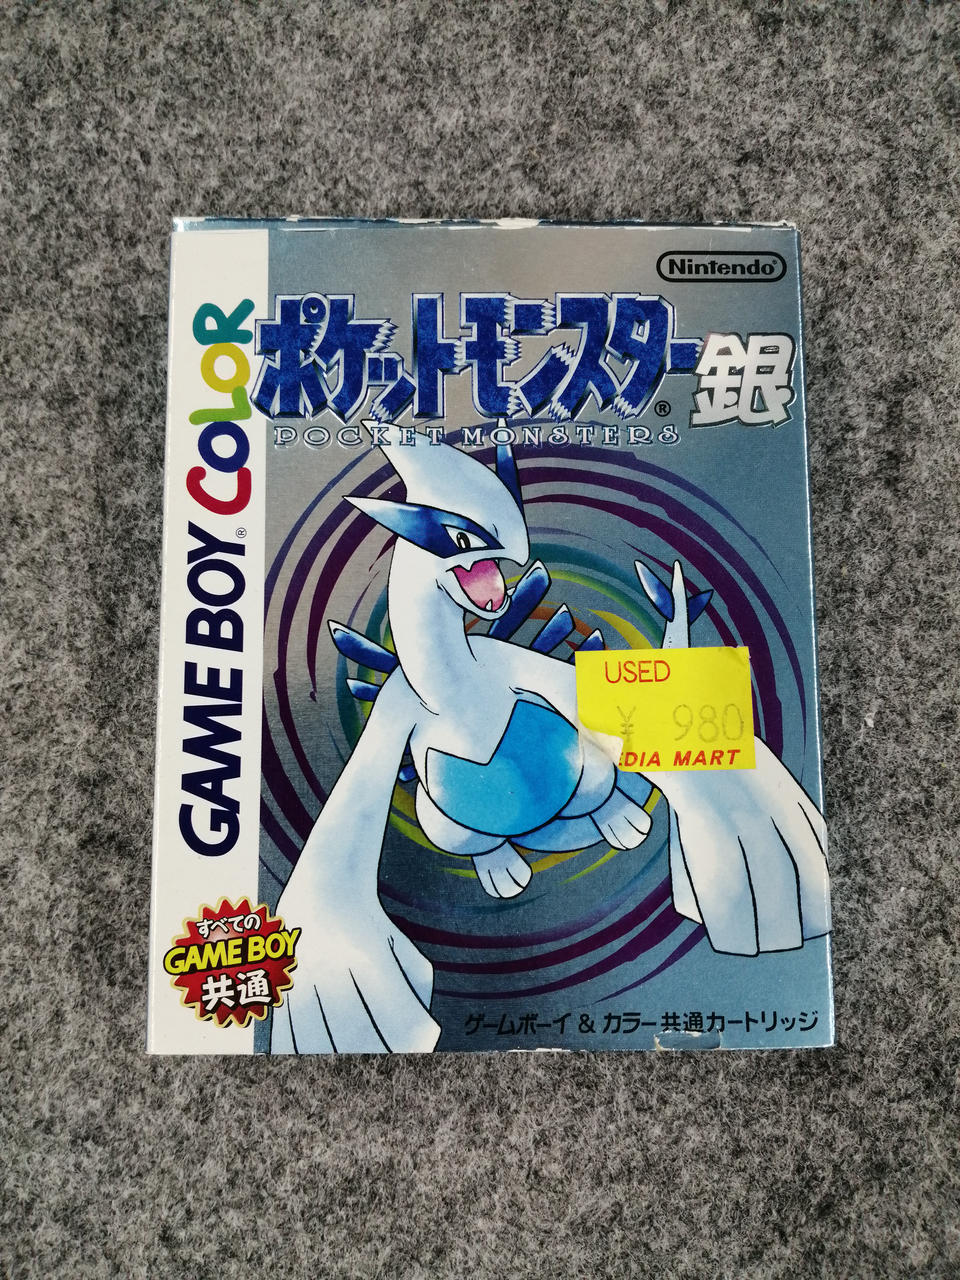 Nintendo®
ポケットモンスター®銀
POCKET MONSTERS
GAME BOY® COLOR
USED
¥ 980
EDIA MART
すべての
GAME BOY
共通
ゲームボーイ & カラー共通カートリッジ